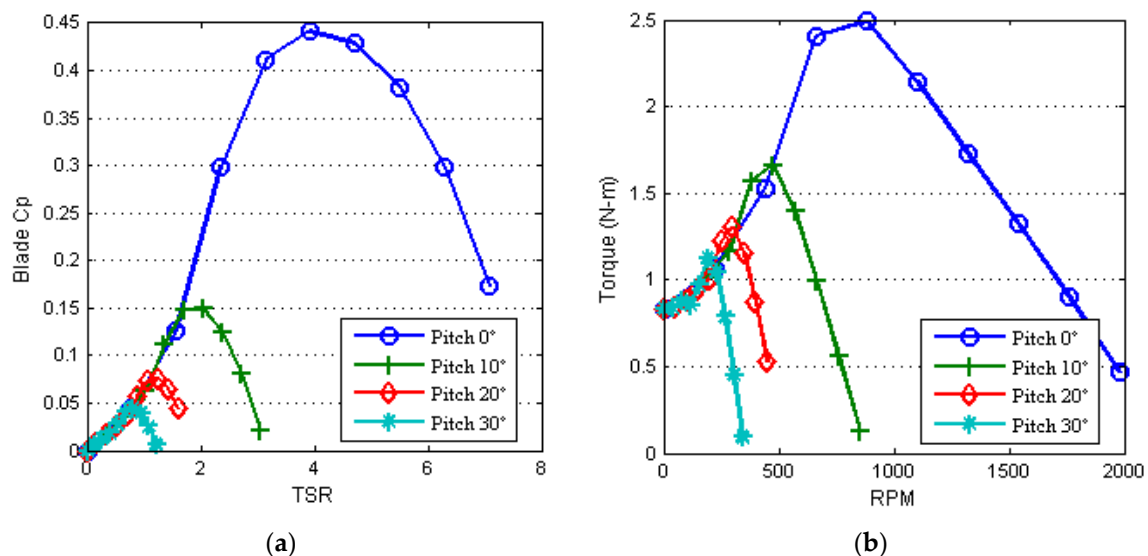 0.45
0.4
0.35
0.3
0.25
0.2
0.15
0.1
0.05
0
Blade Cp
0 2 4 6 8
TSR
Pitch 0°
Pitch 10°
Pitch 20°
Pitch 30°
(a)
2.5
2
1.5
1
0.5
0
Torque (N-m)
0 500 1000 1500 2000
RPM
Pitch 0°
Pitch 10°
Pitch 20°
Pitch 30°
(b)